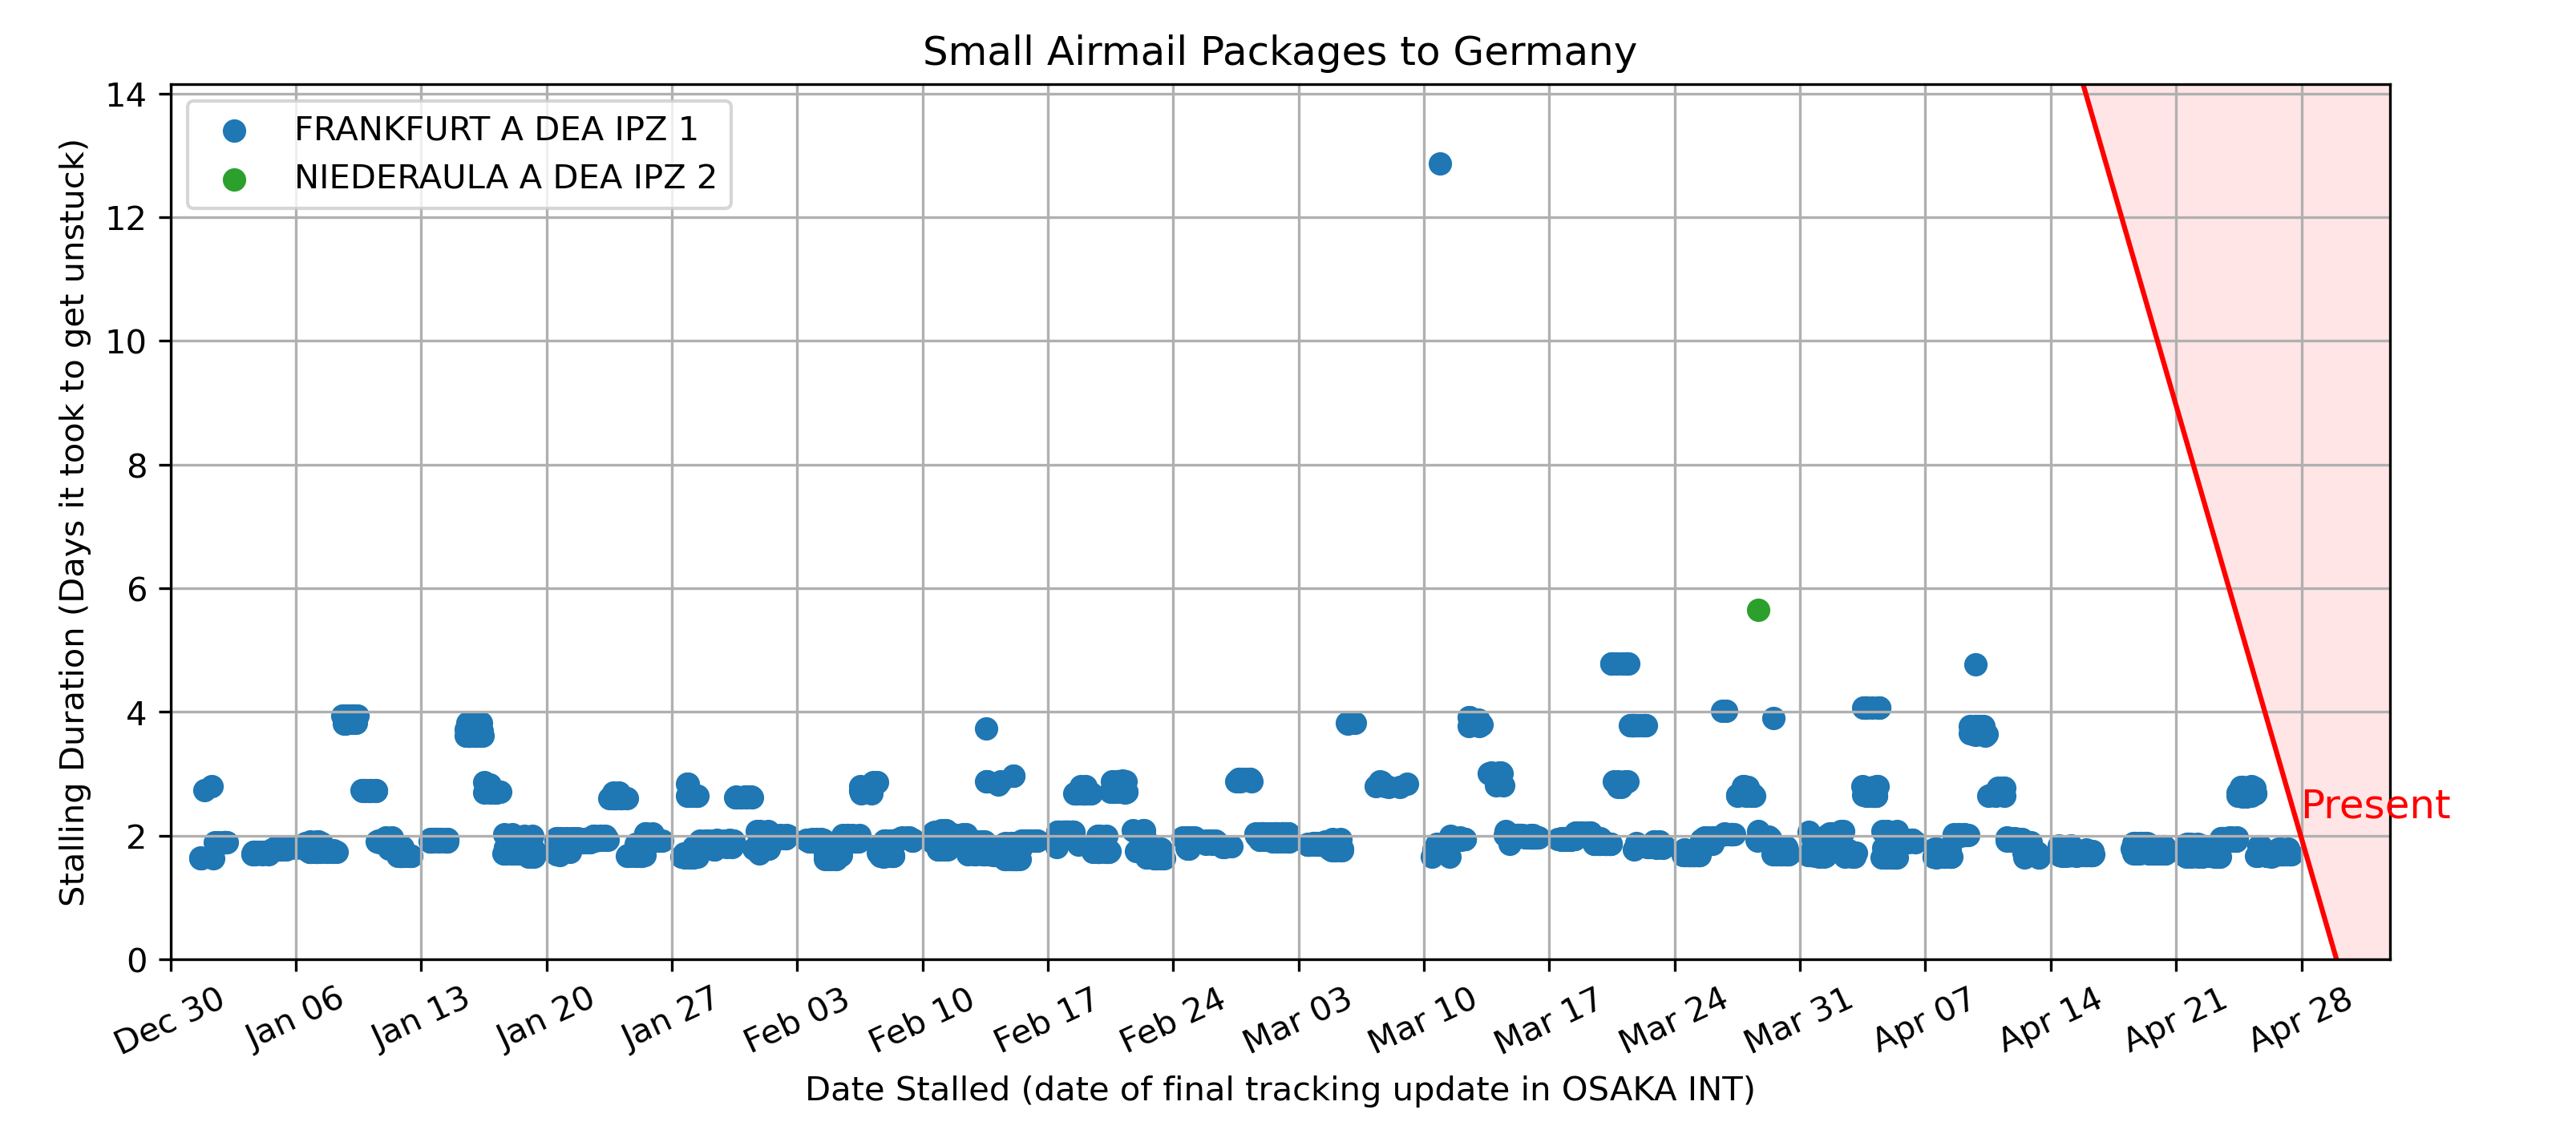 Small Airmail Packages to Germany
FRANKFURT A DEA IPZ 1
NIEDERAULA A DEA IPZ 2
Stalling Duration (Days it took to get unstuck)
14
12
10
8
6
4
2
0
Present
Dec 30
Jan 06
Jan 13
Jan 20
Jan 27
Feb 03
Feb 10
Feb 17
Feb 24
Mar 03
Mar 10
Mar 17
Mar 24
Mar 31
Apr 07
Apr 14
Apr 21
Apr 28
Date Stalled (date of final tracking update in OSAKA INT)